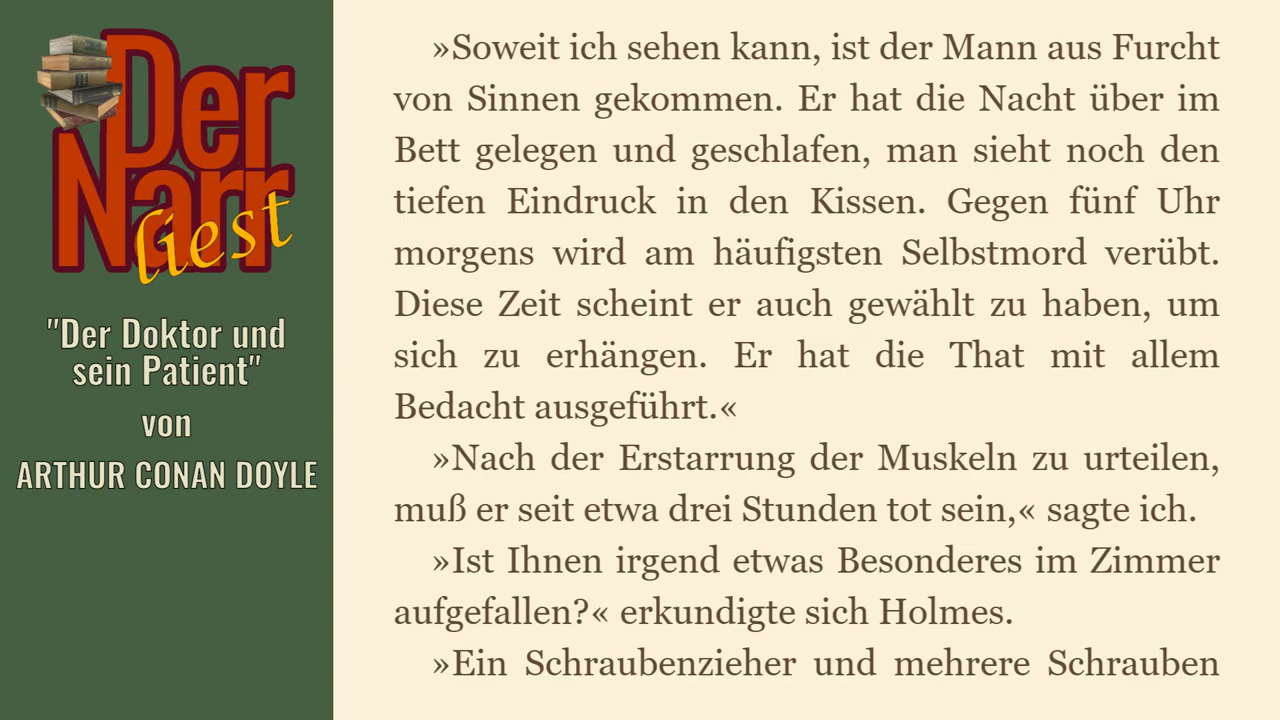 Der
Narr
liest
"Der Doktor und
sein Patient"
von
ARTHUR CONAN DOYLE
»Soweit ich sehen kann, ist der Mann aus Furcht
von Sinnen gekommen. Er hat die Nacht über im
Bett gelegen und geschlafen, man sieht noch den
tiefen Eindruck in den Kissen. Gegen fünf Uhr
morgens wird am häufigsten Selbstmord verübt.
Diese Zeit scheint er auch gewählt zu haben, um
sich zu erhängen. Er hat die That mit allem
Bedacht ausgeführt.«
»Nach der Erstarrung der Muskeln zu urteilen,
muß er seit etwa drei Stunden tot sein,« sagte ich.
»Ist Ihnen irgend etwas Besonderes im Zimmer
aufgefallen?« erkundigte sich Holmes.
»Ein Schraubenzieher und mehrere Schrauben